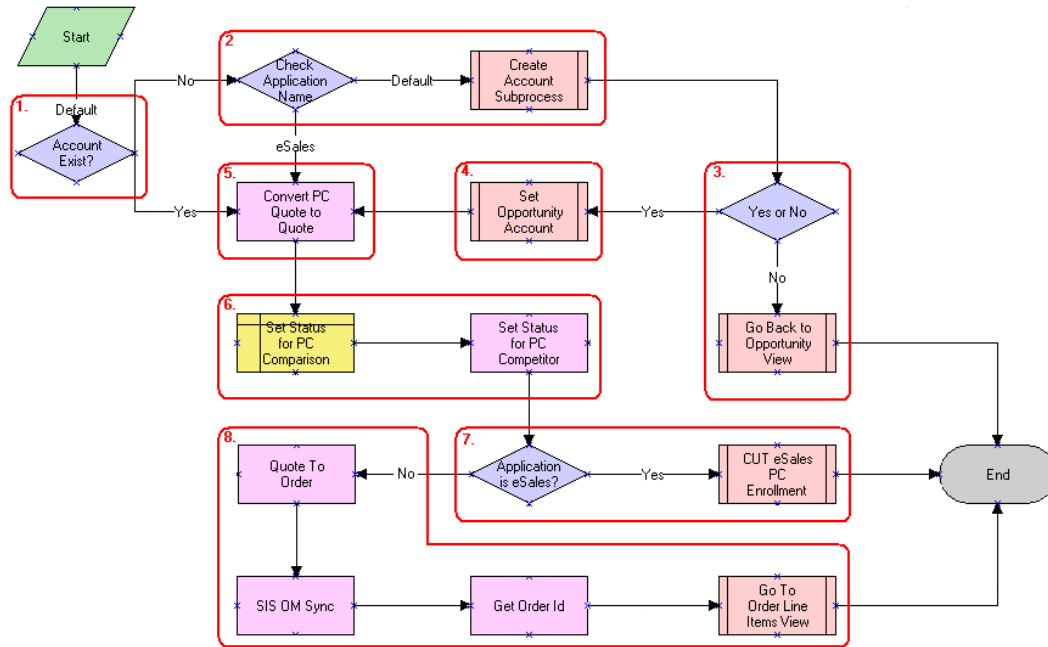 Start
2
Check
Application
Name
No
Default
Create
Account
Subprocess
1.
Default
Account
Exist?
eSales
5.
Convert PC
Quote to
Quote
Yes
4.
Set
Opportunity
Account
Yes
3.
Yes or No
No
6.
Set Status
for PC
Comparison
Set Status
for PC
Competitor
Go Back to
Opportunity
View
8.
Quote To
Order
No
7.
Application
is eSales?
Yes
CUT eSales
PC
Enrollment
End
SIS OM Sync
Get Order Id
Go To
Order Line
Items View